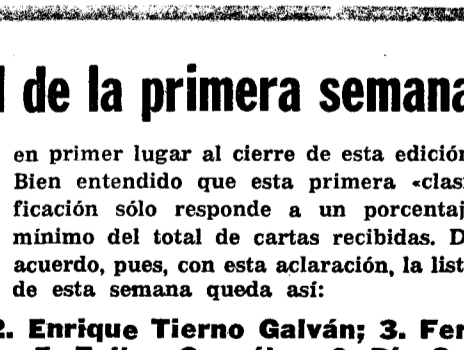 de la primera semana
en primer lugar al cierre de esta edición
Bien entendido que esta primera «clasi
ficación sólo responde a un porcentaj
mínimo del total de cartas recibidas. D
acuerdo, pues, con esta aclaración, la list
de esta semana queda así:
2. Enrique Tierno Galván; 3. Fer